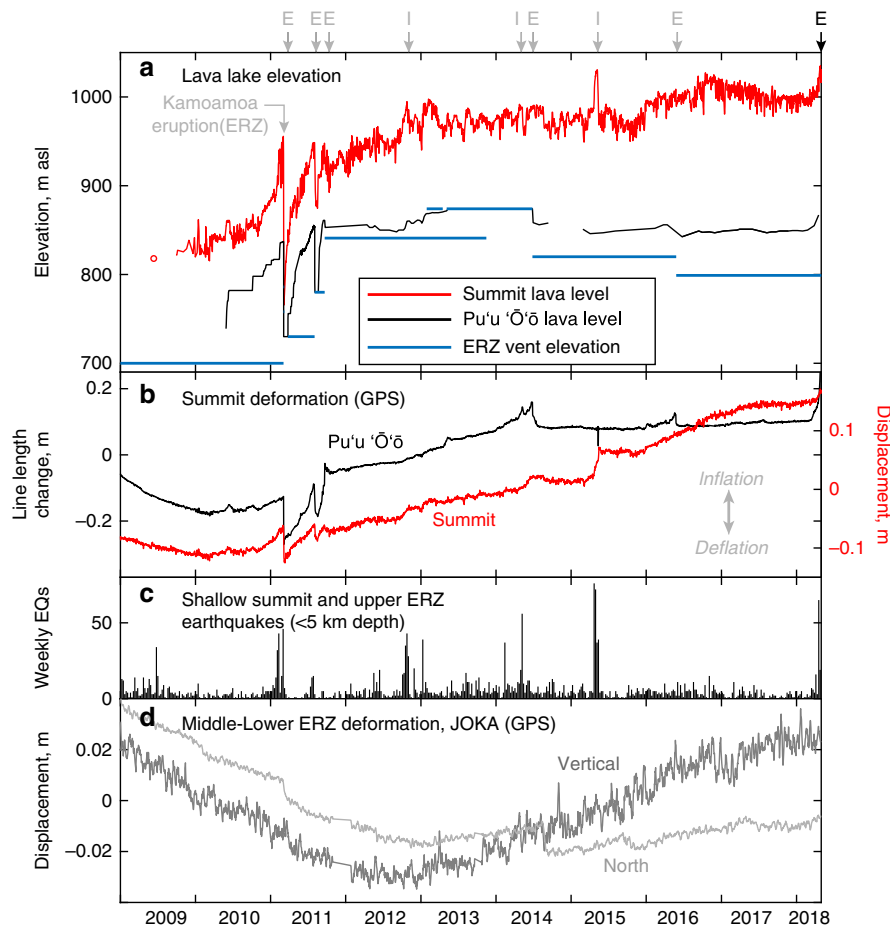 E E E I I E I E E
a Lava lake elevation
Kamoamoa
eruption(ERZ)
Elevation, m asl
1000
900
800
700
Summit lava level
Pu‘u ‘Ō‘ō lava level
ERZ vent elevation
b Summit deformation (GPS)
Line length
change, m
0.2
0
−0.2
Pu‘u ‘Ō‘ō
Summit
Inflation
Deflation
Displacement, m
0.1
0
−0.1
c Shallow summit and upper ERZ
earthquakes (<5 km depth)
Weekly EQs
50
0
d Middle-Lower ERZ deformation, JOKA (GPS)
Displacement, m
0.02
0
−0.02
Vertical
North
2009 2010 2011 2012 2013 2014 2015 2016 2017 2018